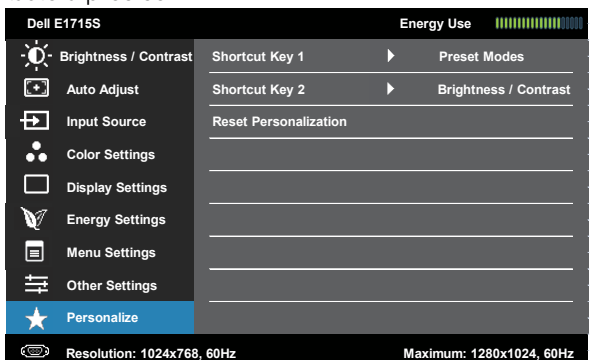 Dell E1715S Energy Use
Brightness / Contrast Shortcut Key 1 Preset Modes
Auto Adjust Shortcut Key 2 Brightness / Contrast
Input Source Reset Personalization
Color Settings
Display Settings
Energy Settings
Menu Settings
Other Settings
Personalize
Resolution: 1024x768, 60Hz Maximum: 1280x1024, 60Hz